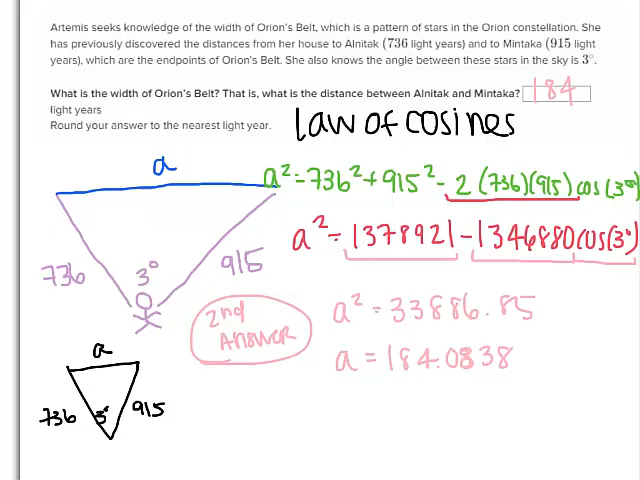 Artemis seeks knowledge of the width of Orion's Belt, which is a pattern of stars in the Orion constellation. She
has previously discovered the distances from her house to Alnitak (736 light years) and to Mintaka (915 light
years), which are the endpoints of Orion's Belt. She also knows the angle between these stars in the sky is 3°.
What is the width of Orion's Belt? That is, what is the distance between Alnitak and Mintaka? 184
light years
Round your answer to the nearest light year.
law of cosines
a
a² = 736² + 915² - 2 (736)(915) cos(3°)
a² = 1378921 - 1346880 cos(3°)
736
3°
915
2nd
Answer
a² = 33886.85
a = 184.0838
a
736
3°
915